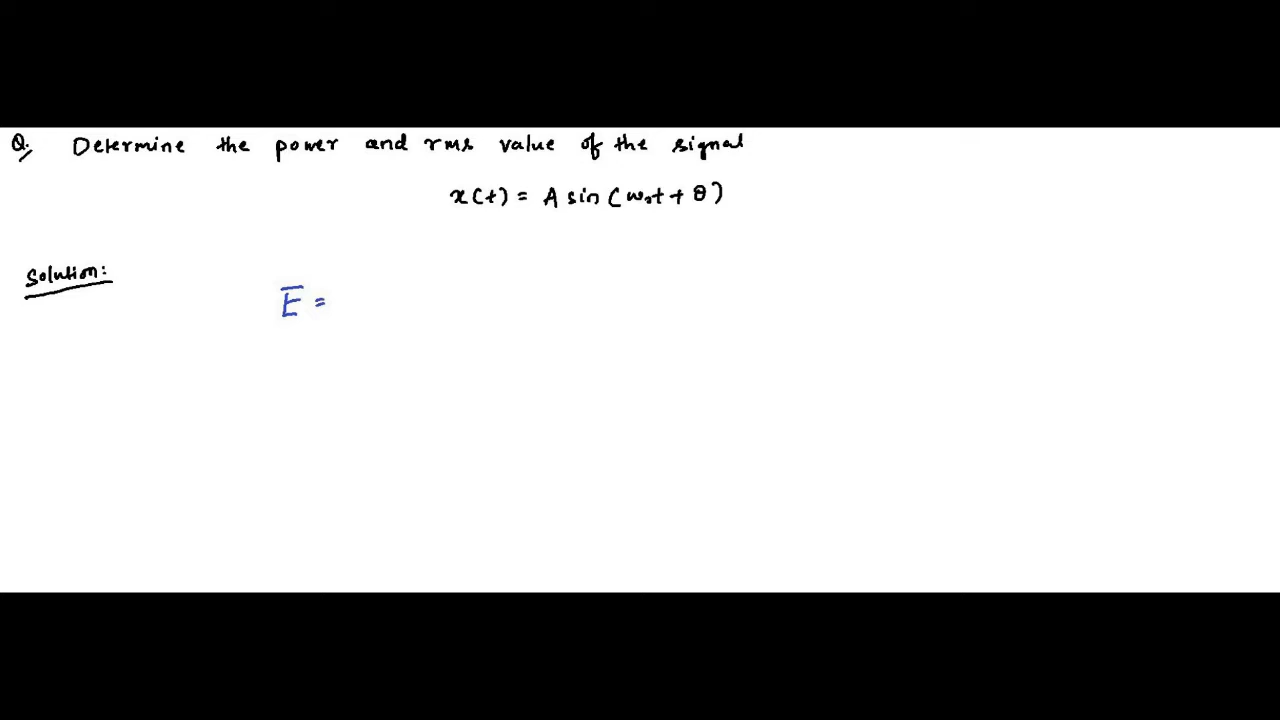 Q. Determine the power and rms value of the signal
x(t) = A sin(ω₀t + θ)
Solution:
E =